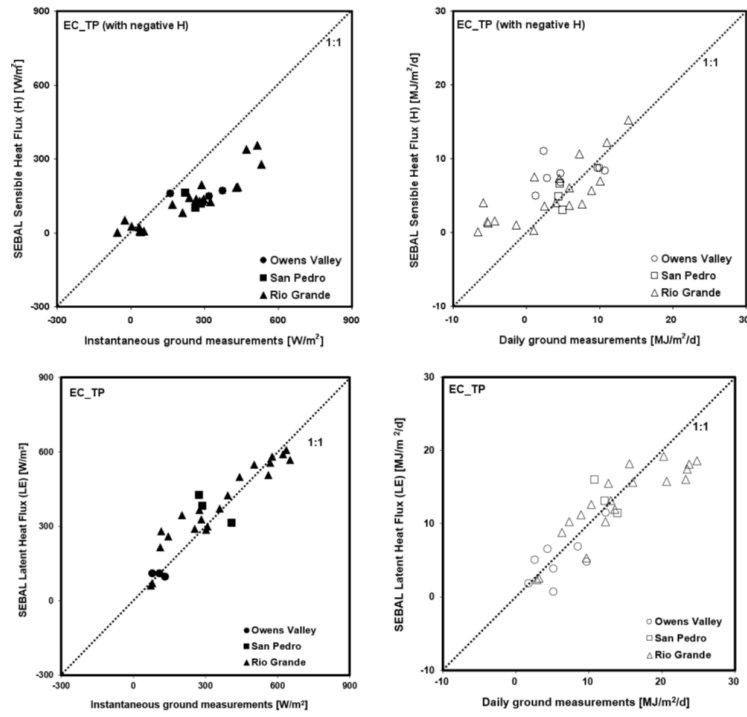 EC_TP (with negative H)
1:1
900
600
300
0
-300
-300
0
300
600
900
SEBAL Sensible Heat Flux (H) [W/m²]
Instantaneous ground measurements [W/m²]
Owens Valley
San Pedro
Rio Grande
EC_TP (with negative H)
1:1
30
20
10
0
-10
-10
0
10
20
30
SEBAL Sensible Heat Flux (H) [MJ/m²/d]
Daily ground measurements [MJ/m²/d]
Owens Valley
San Pedro
Rio Grande
EC_TP
1:1
900
600
300
0
-300
-300
0
300
600
900
SEBAL Latent Heat Flux (LE) [W/m²]
Instantaneous ground measurements [W/m²]
Owens Valley
San Pedro
Rio Grande
EC_TP
1:1
30
20
10
0
-10
-10
0
10
20
30
SEBAL Latent Heat Flux (LE) [MJ/m²/d]
Daily ground measurements [MJ/m²/d]
Owens Valley
San Pedro
Rio Grande